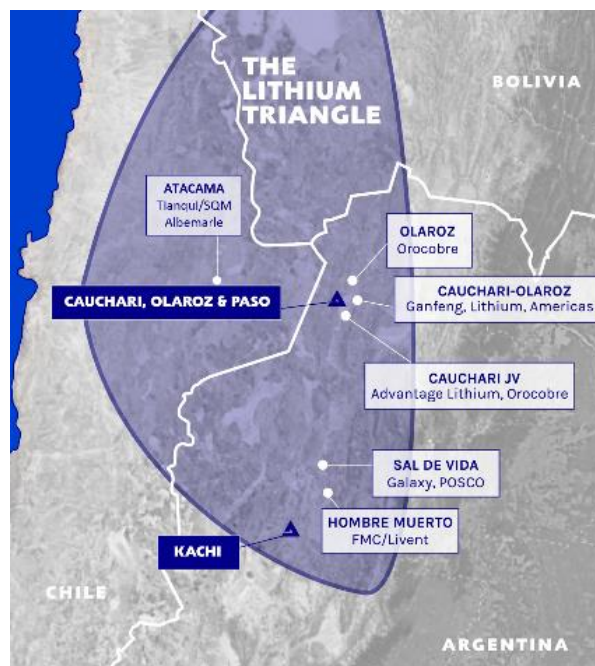 THE
LITHIUM
TRIANGLE
BOLIVIA
ATACAMA
Tianqui/SQM
Albemarle
OLAROZ
Orocobre
CAUCHARI, OLAROZ & PASO
CAUCHARI-OLAROZ
Ganfeng, Lithium, Americas
CAUCHARI JV
Advantage Lithium, Orocobre
SAL DE VIDA
Galaxy, POSCO
HOMBRE MUERTO
FMC/Livent
KACHI
CHILE
ARGENTINA